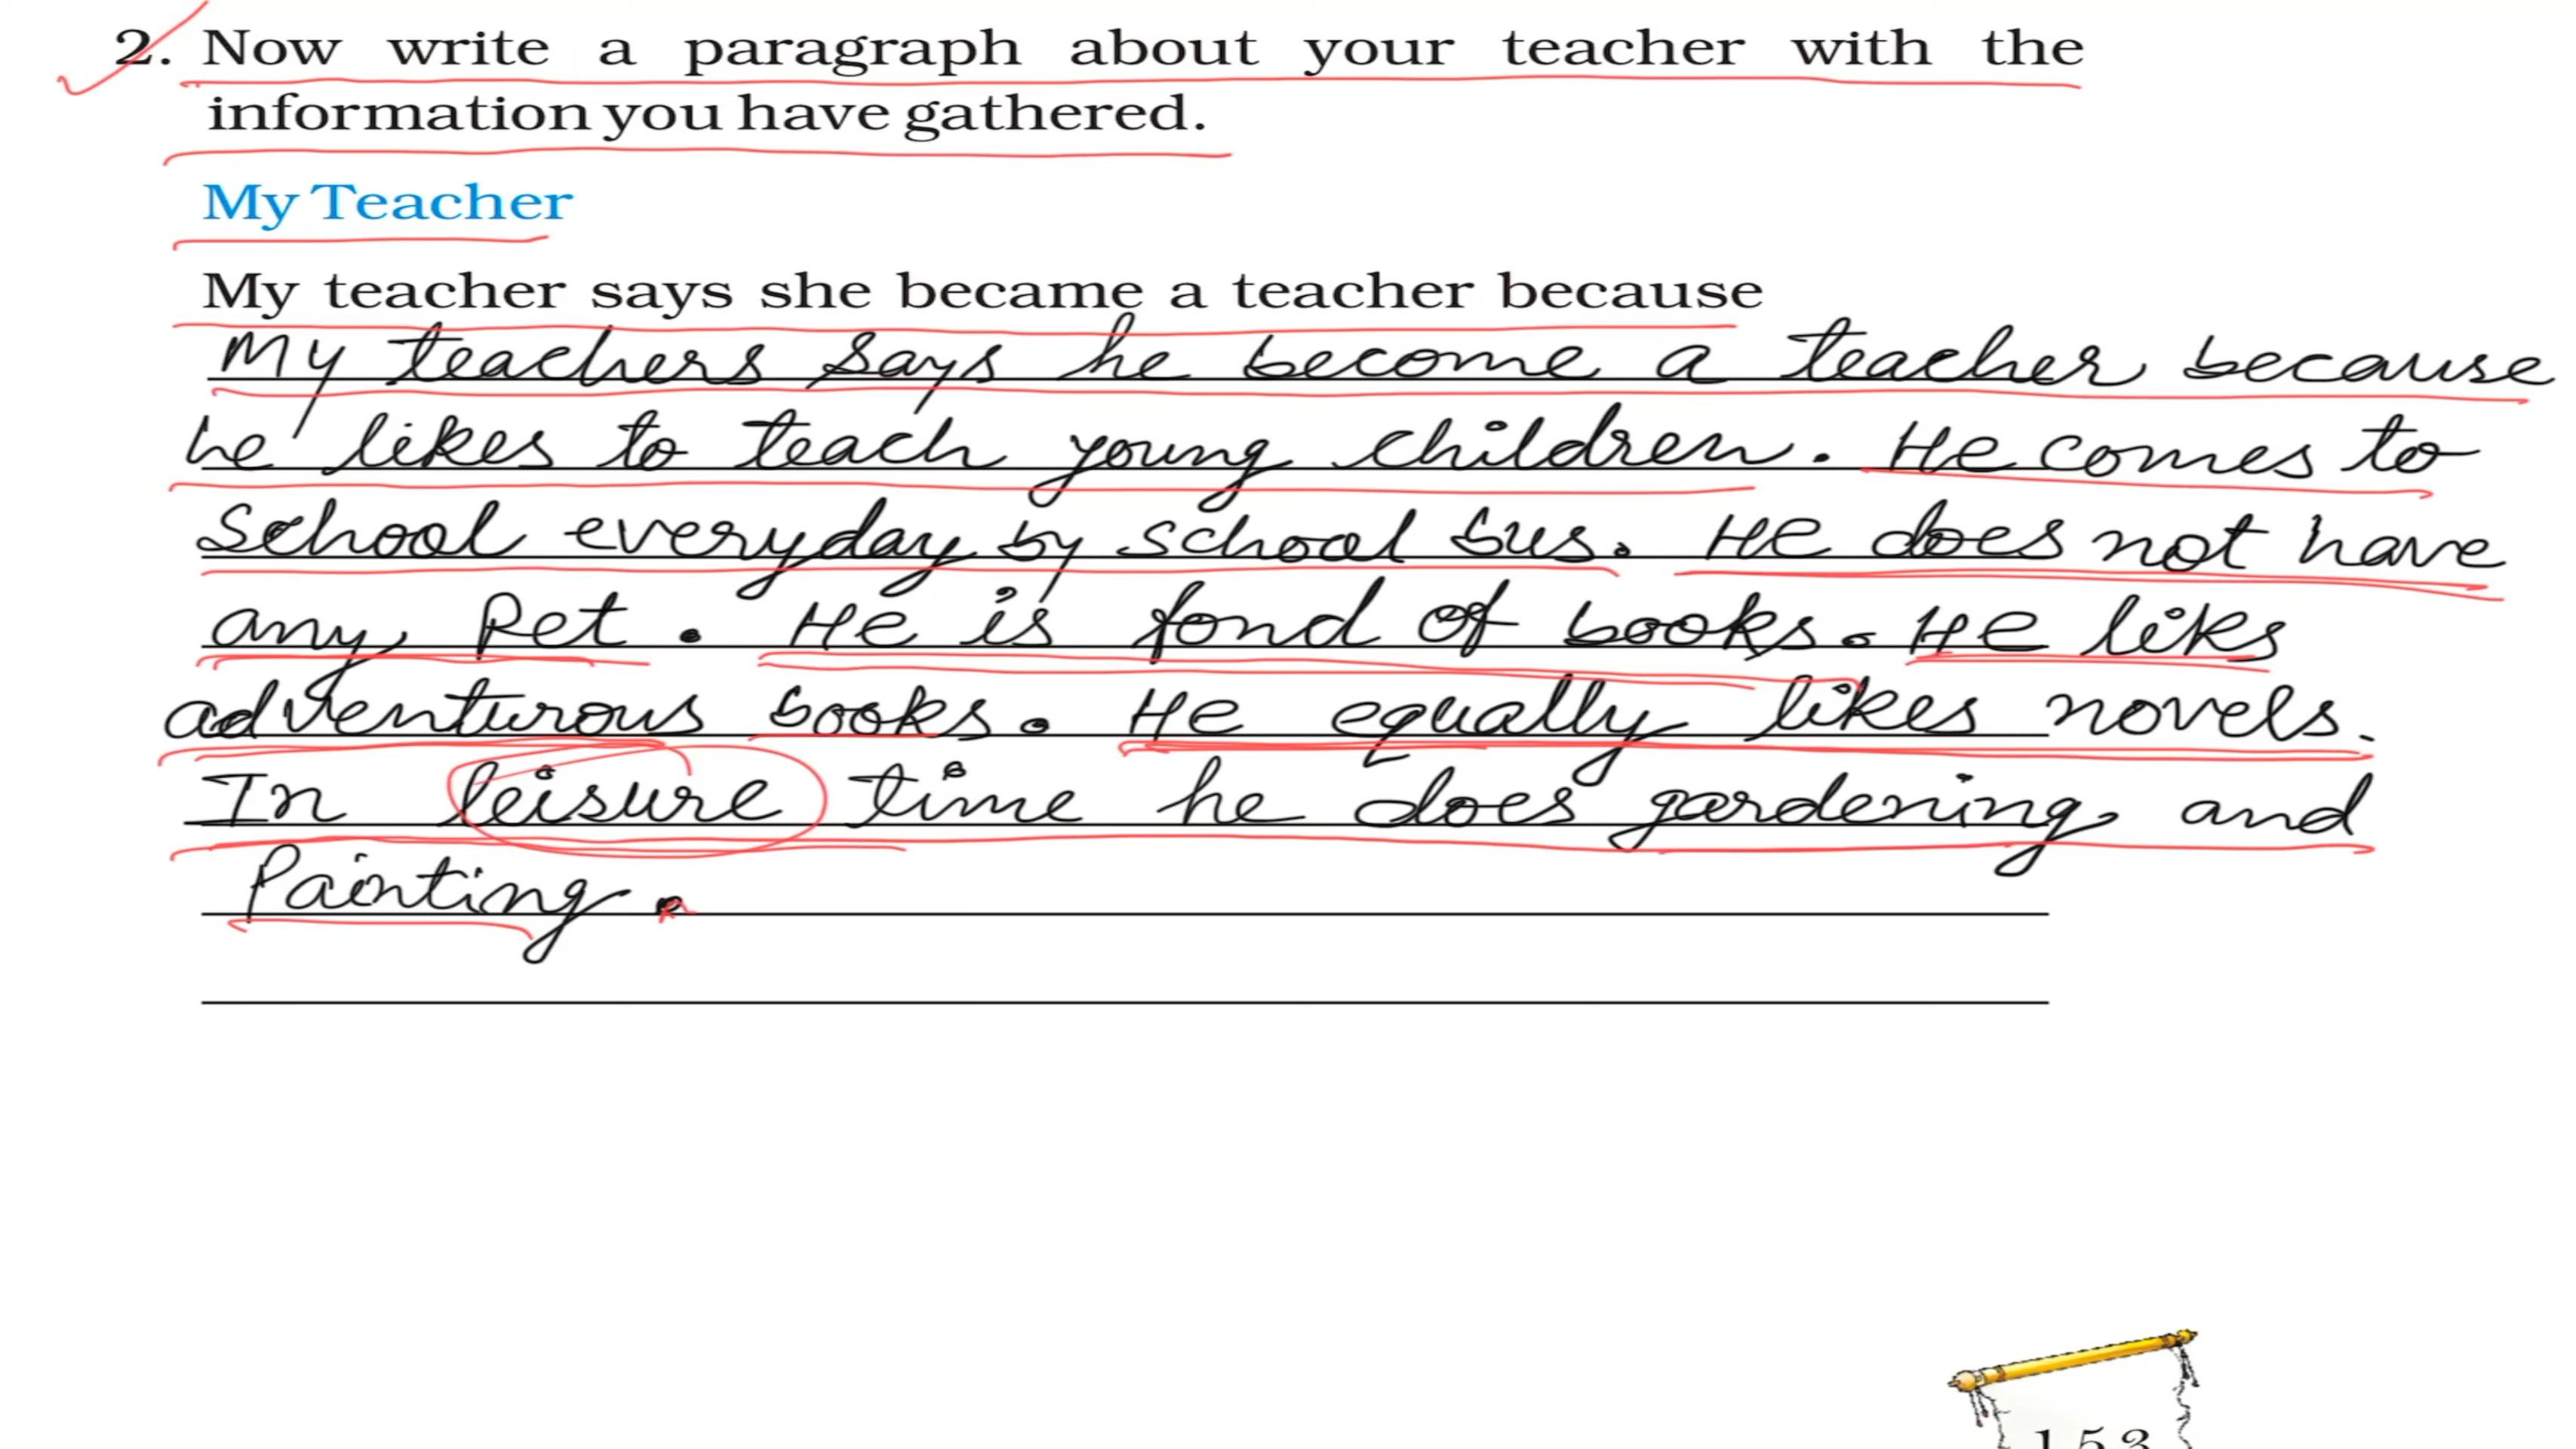 2. Now write a paragraph about your teacher with the
information you have gathered.
My Teacher
My teacher says she became a teacher because
My teachers says he become a teacher because
he likes to teach young children. He comes to
school everyday by school bus. He does not have
any Pet. He is fond of books. He liks
adventurous books. He equally likes novels.
In leisure time he does gardening and
Painting.
153